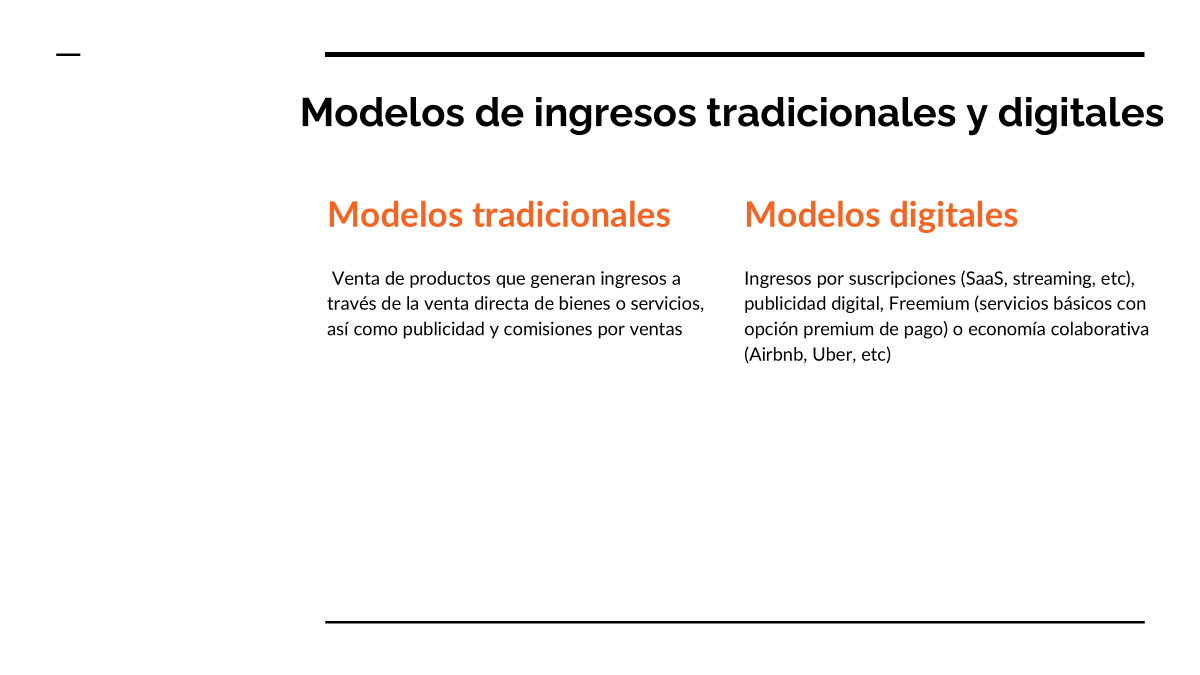 Modelos de ingresos tradicionales y digitales
Modelos tradicionales
Venta de productos que generan ingresos a
través de la venta directa de bienes o servicios,
así como publicidad y comisiones por ventas
Modelos digitales
Ingresos por suscripciones (SaaS, streaming, etc),
publicidad digital, Freemium (servicios básicos con
opción premium de pago) o economía colaborativa
(Airbnb, Uber, etc)